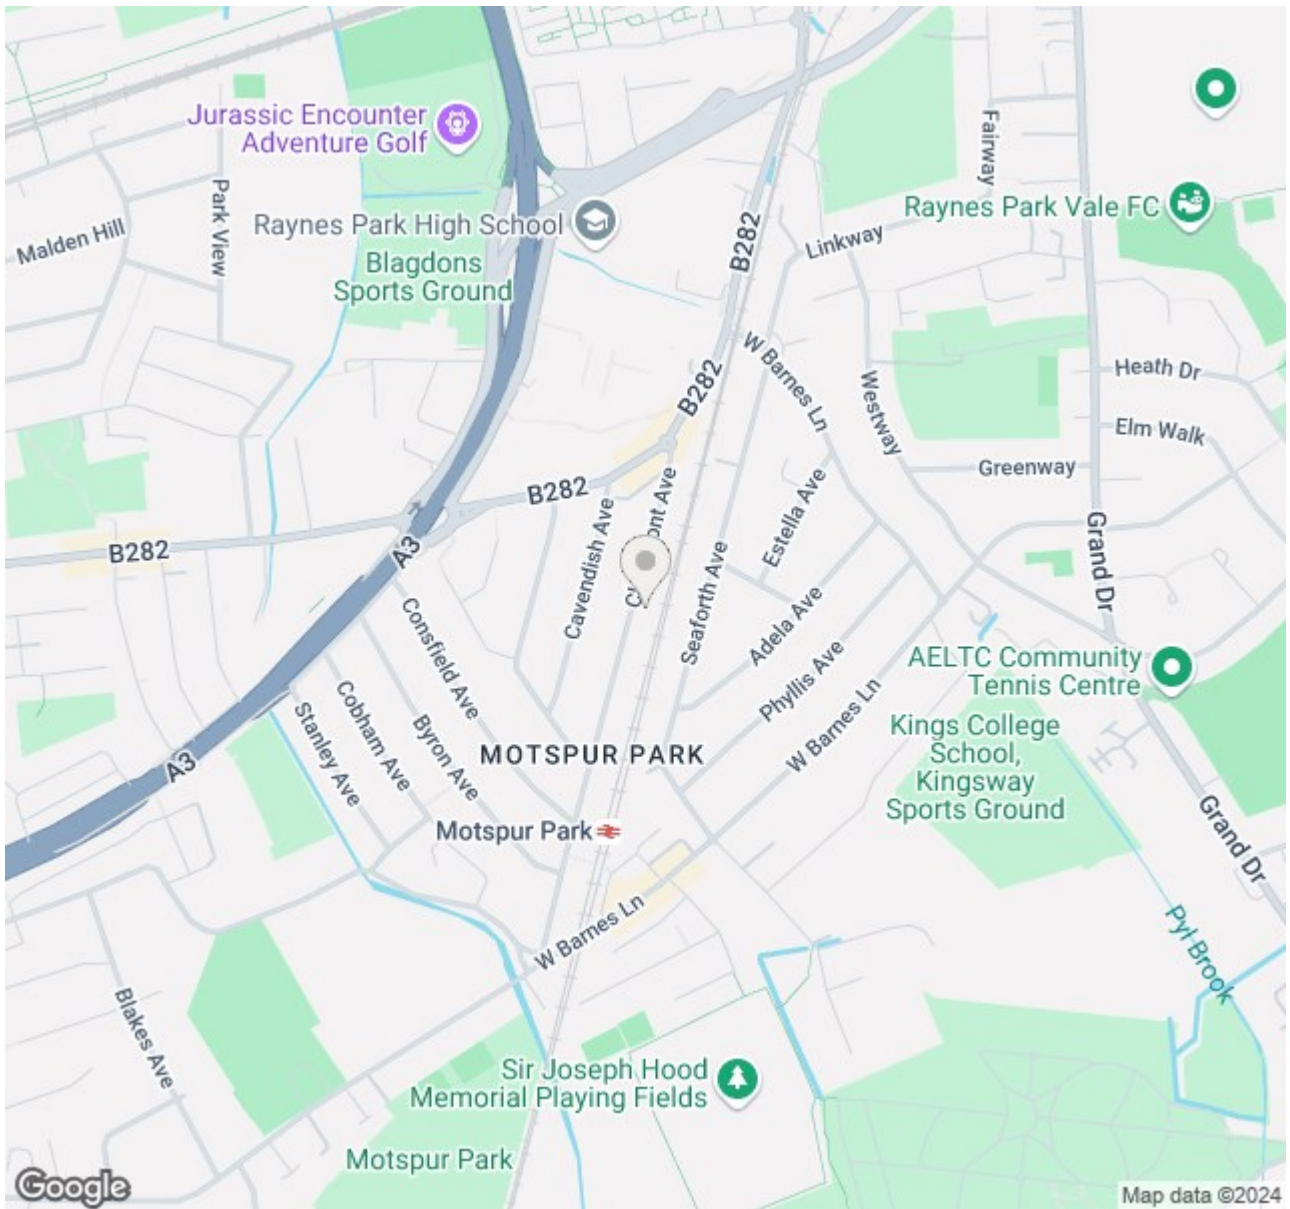 Jurassic Encounter
Adventure Golf
Fairway
Park View
Raynes Park Vale FC
Raynes Park High School
Malden Hill
B282
Linkway
Blagdons
Sports Ground
W Barnes Ln
Heath Dr
B282
Westway
Elm Walk
Greenway
B282
ont Ave
Estella Ave
Grand Dr
B282
A3
Cavendish Ave
Seaforth Ave
Consfield Ave
Adela Ave
AELTC Community
Tennis Centre
Phyllis Ave
Cobham Ave
Stanley Ave
Byron Ave
W Barnes Ln
Kings College
School,
Kingsway
Sports Ground
MOTSPUR PARK
A3
Motspur Park
Grand Dr
W Barnes Ln
Pyl Brook
Blakes Ave
Sir Joseph Hood
Memorial Playing Fields
Motspur Park
Google
Map data ©2024